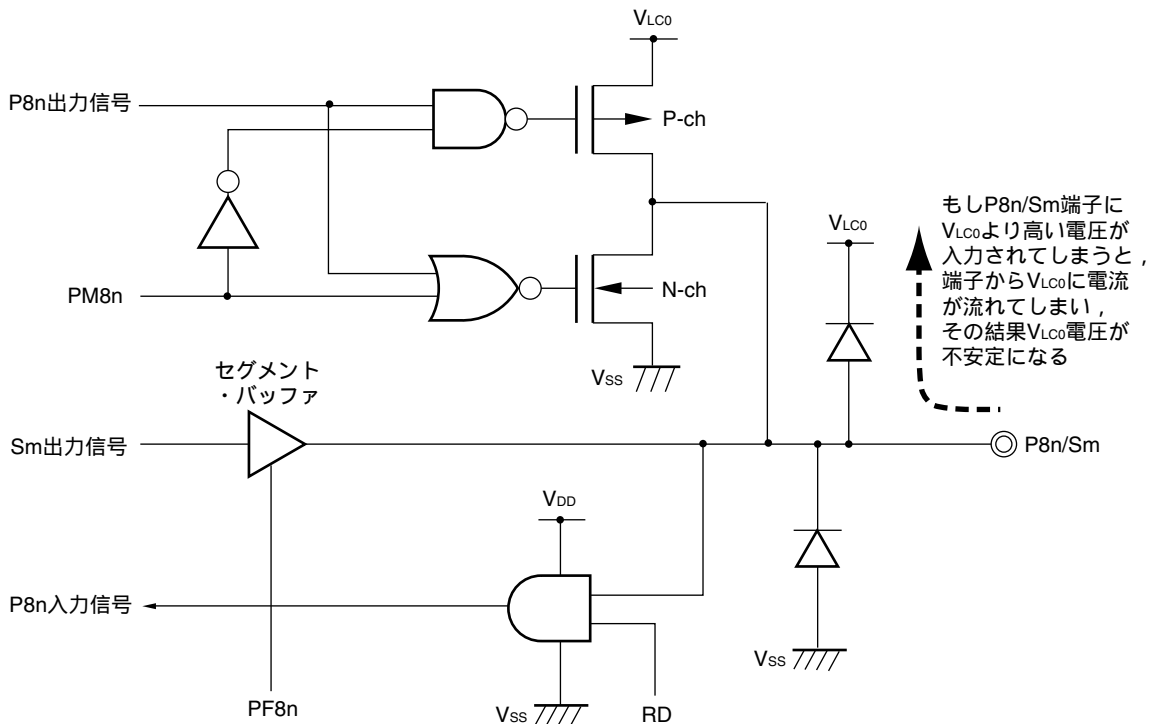 VLC0
P8n出力信号
P-ch
もしP8n/Sm端子に
VLC0より高い電圧が
入力されてしまうと，
端子からVLC0に電流
が流れてしまい，
その結果VLC0電圧が
不安定になる
VLC0
PM8n
N-ch
VSS
セグメント
・バッファ
Sm出力信号
P8n/Sm
VDD
P8n入力信号
VSS
PF8n
VSS
RD